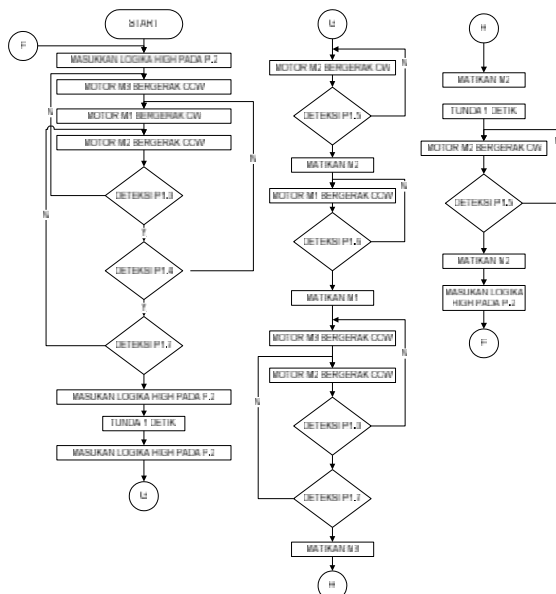 START
F
MASUKKAN LOGIKA HIGH PADA P.2
MOTOR M3 BERGERAK CCW
MOTOR M1 BERGERAK CW
MOTOR M2 BERGERAK CCW
N
N
N
DETEKSI P1.3
Y
DETEKSI P1.4
Y
DETEKSI P1.7
MASUKAN LOGIKA HIGH PADA P.2
TUNDA 1 DETIK
MASUKAN LOGIKA HIGH PADA P.2
G
G
MOTOR M2 BERGERAK CW
N
DETEKSI P1.5
MATIKAN M2
MOTOR M1 BERGERAK CCW
N
DETEKSI P1.6
MATIKAN M1
MOTOR M3 BERGERAK CCW
MOTOR M2 BERGERAK CCW
N
N
DETEKSI P1.3
DETEKSI P1.7
MATIKAN M3
H
H
MATIKAN M2
TUNDA 1 DETIK
MOTOR M2 BERGERAK CW
N
DETEKSI P1.5
MATIKAN M2
MASUKAN LOGIKA
HIGH PADA P.2
F